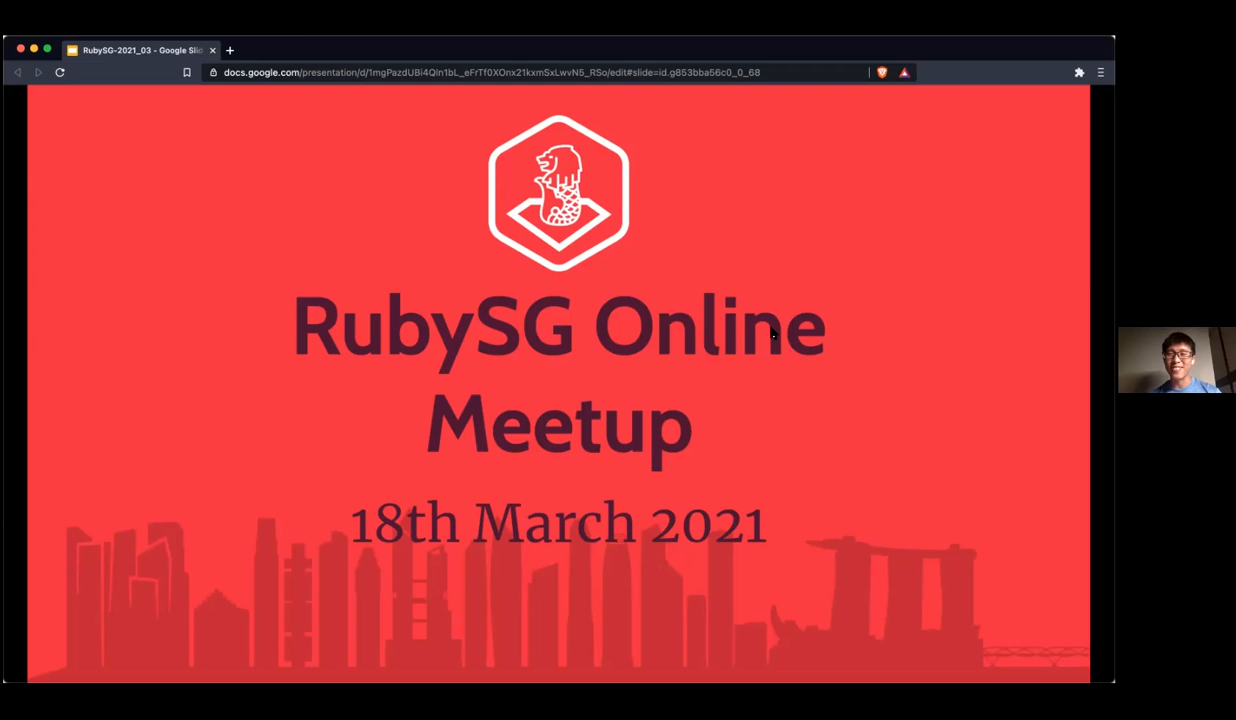 RubySG-2021_03 - Google Slid
docs.google.com/presentation/d/1mgPazdUBi4Qln1bL_eFrTf0XOnx21kxmSxLwvN5_RSo/edit#slide=id.g853bba56c0_0_68
RubySG Online
Meetup
18th March 2021